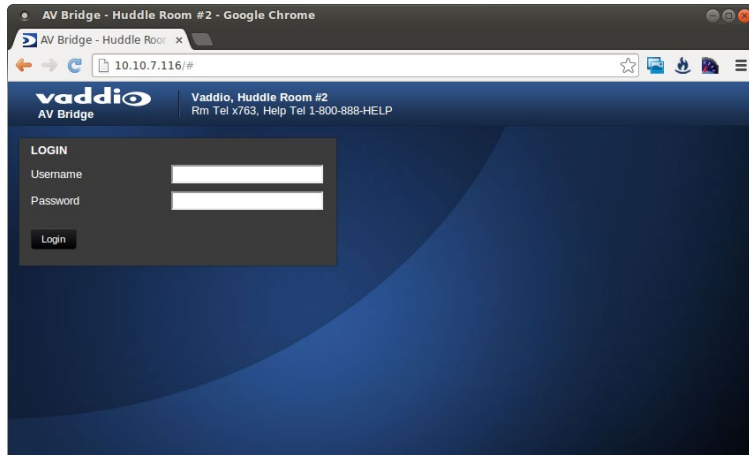 AV Bridge - Huddle Room #2 - Google Chrome
AV Bridge - Huddle Roor
10.10.7.116/#
vaddio
AV Bridge
Vaddio, Huddle Room #2
Rm Tel x763, Help Tel 1-800-888-HELP
LOGIN
Username
Password
Login